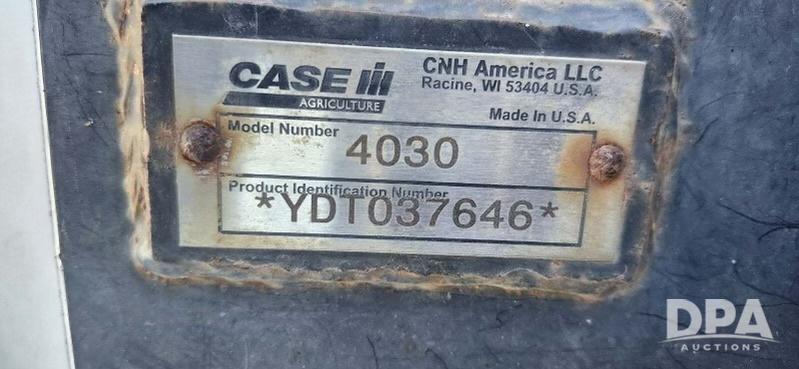 CASE IH
AGRICULTURE
CNH America LLC
Racine, WI 53404 U.S.A.
Made In U.S.A.
Model Number
4030
Product Identification Number
*YDT037646*
DPA
AUCTIONS